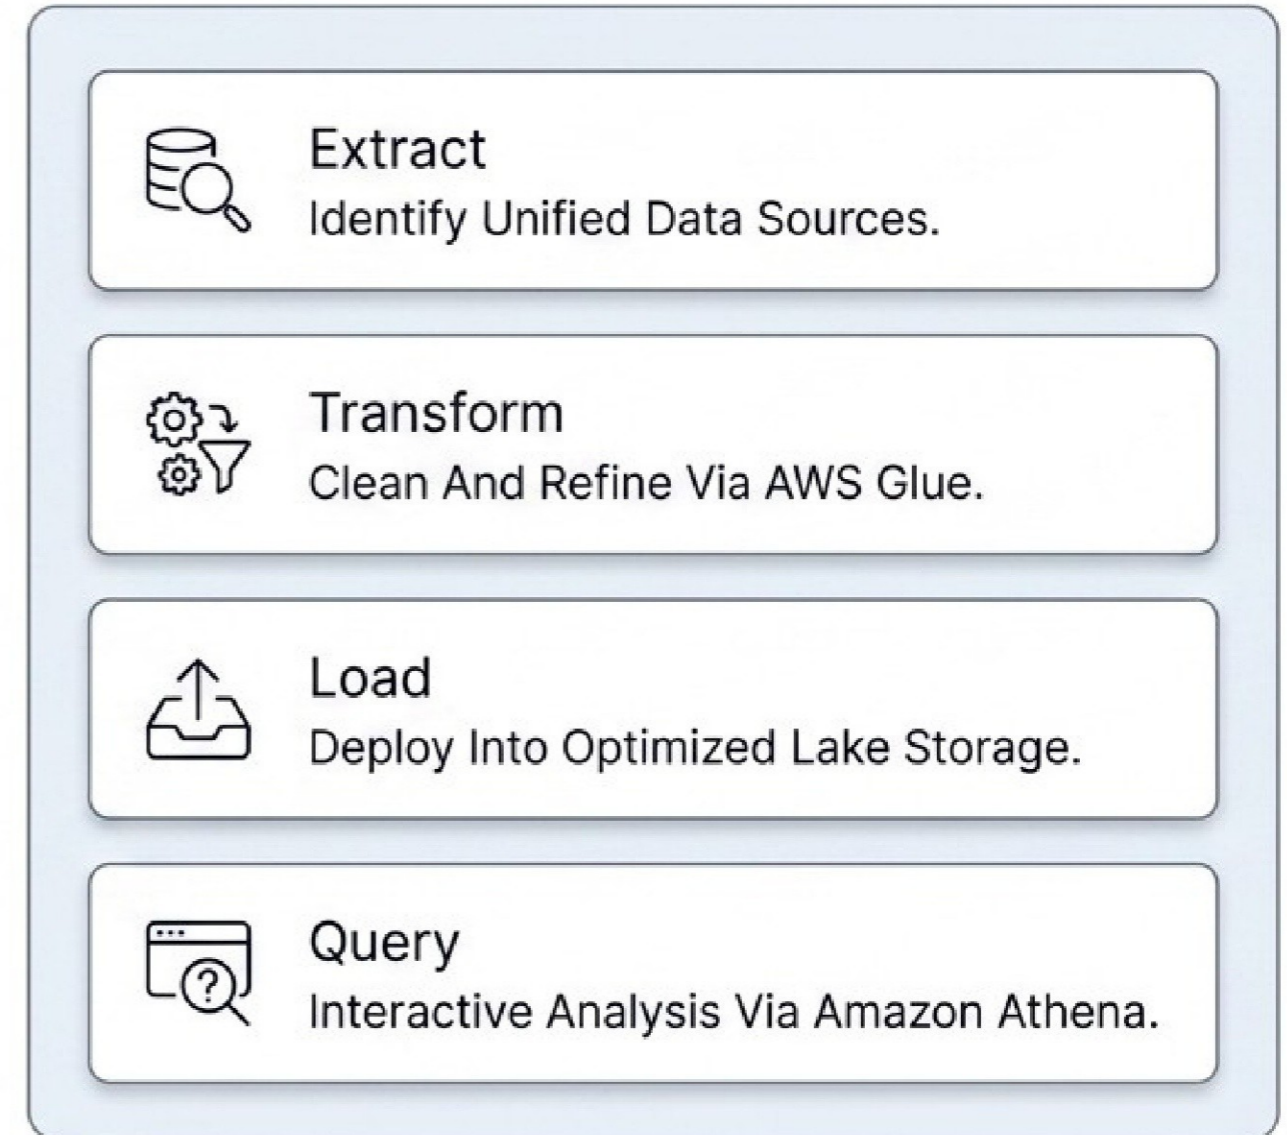 Extract
Identify Unified Data Sources.
Transform
Clean And Refine Via AWS Glue.
Load
Deploy Into Optimized Lake Storage.
Query
?
Interactive Analysis Via Amazon Athena.